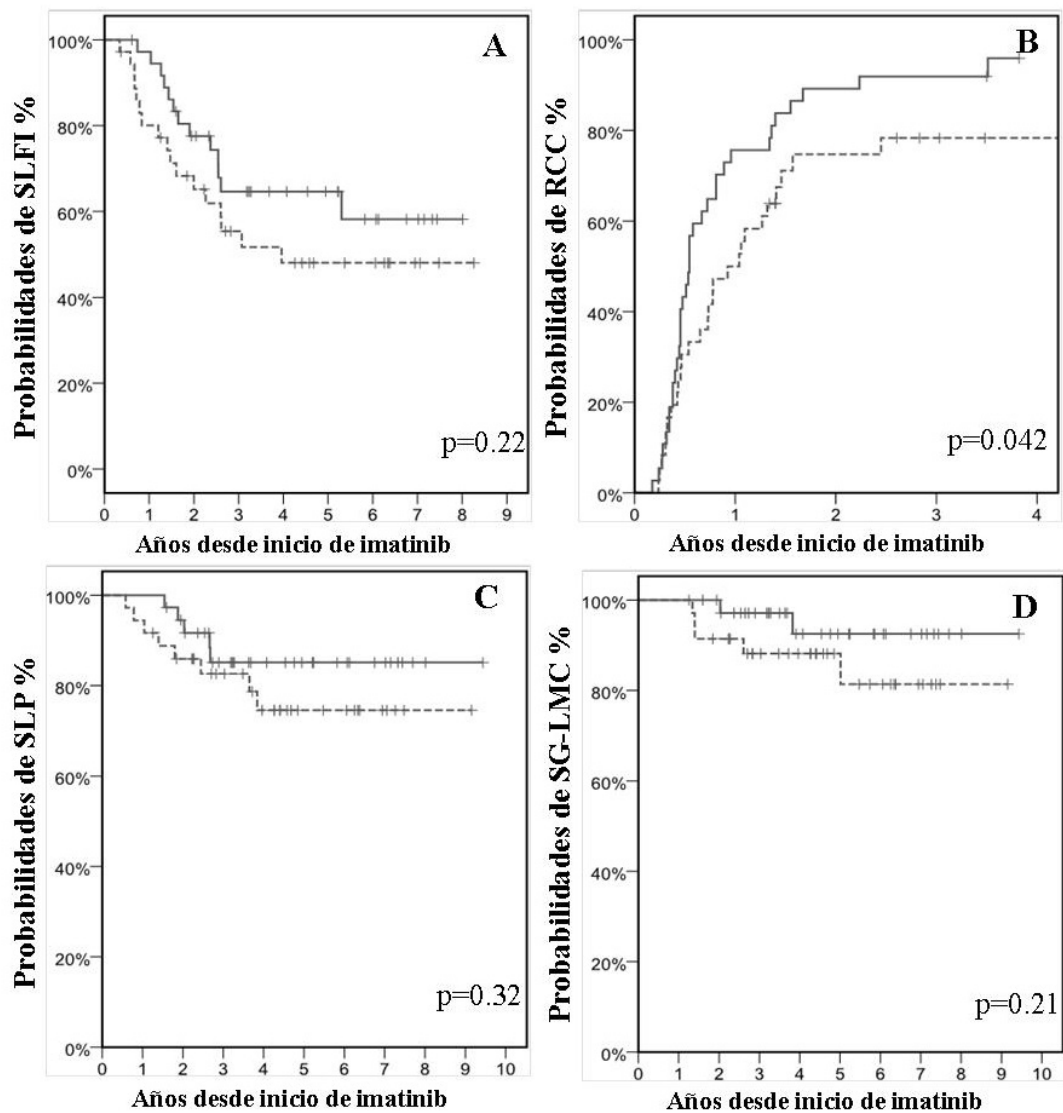 A
Probabilidades de SLFI %
100%
80%
60%
40%
20%
0%
p=0.22
0 1 2 3 4 5 6 7 8 9
Años desde inicio de imatinib
B
Probabilidades de RCC %
100%
80%
60%
40%
20%
0%
p=0.042
0 1 2 3 4
Años desde inicio de imatinib
C
Probabilidades de SLP %
100%
80%
60%
40%
20%
0%
p=0.32
0 1 2 3 4 5 6 7 8 9 10
Años desde inicio de imatinib
D
Probabilidades de SG-LMC %
100%
80%
60%
40%
20%
0%
p=0.21
0 1 2 3 4 5 6 7 8 9 10
Años desde inicio de imatinib